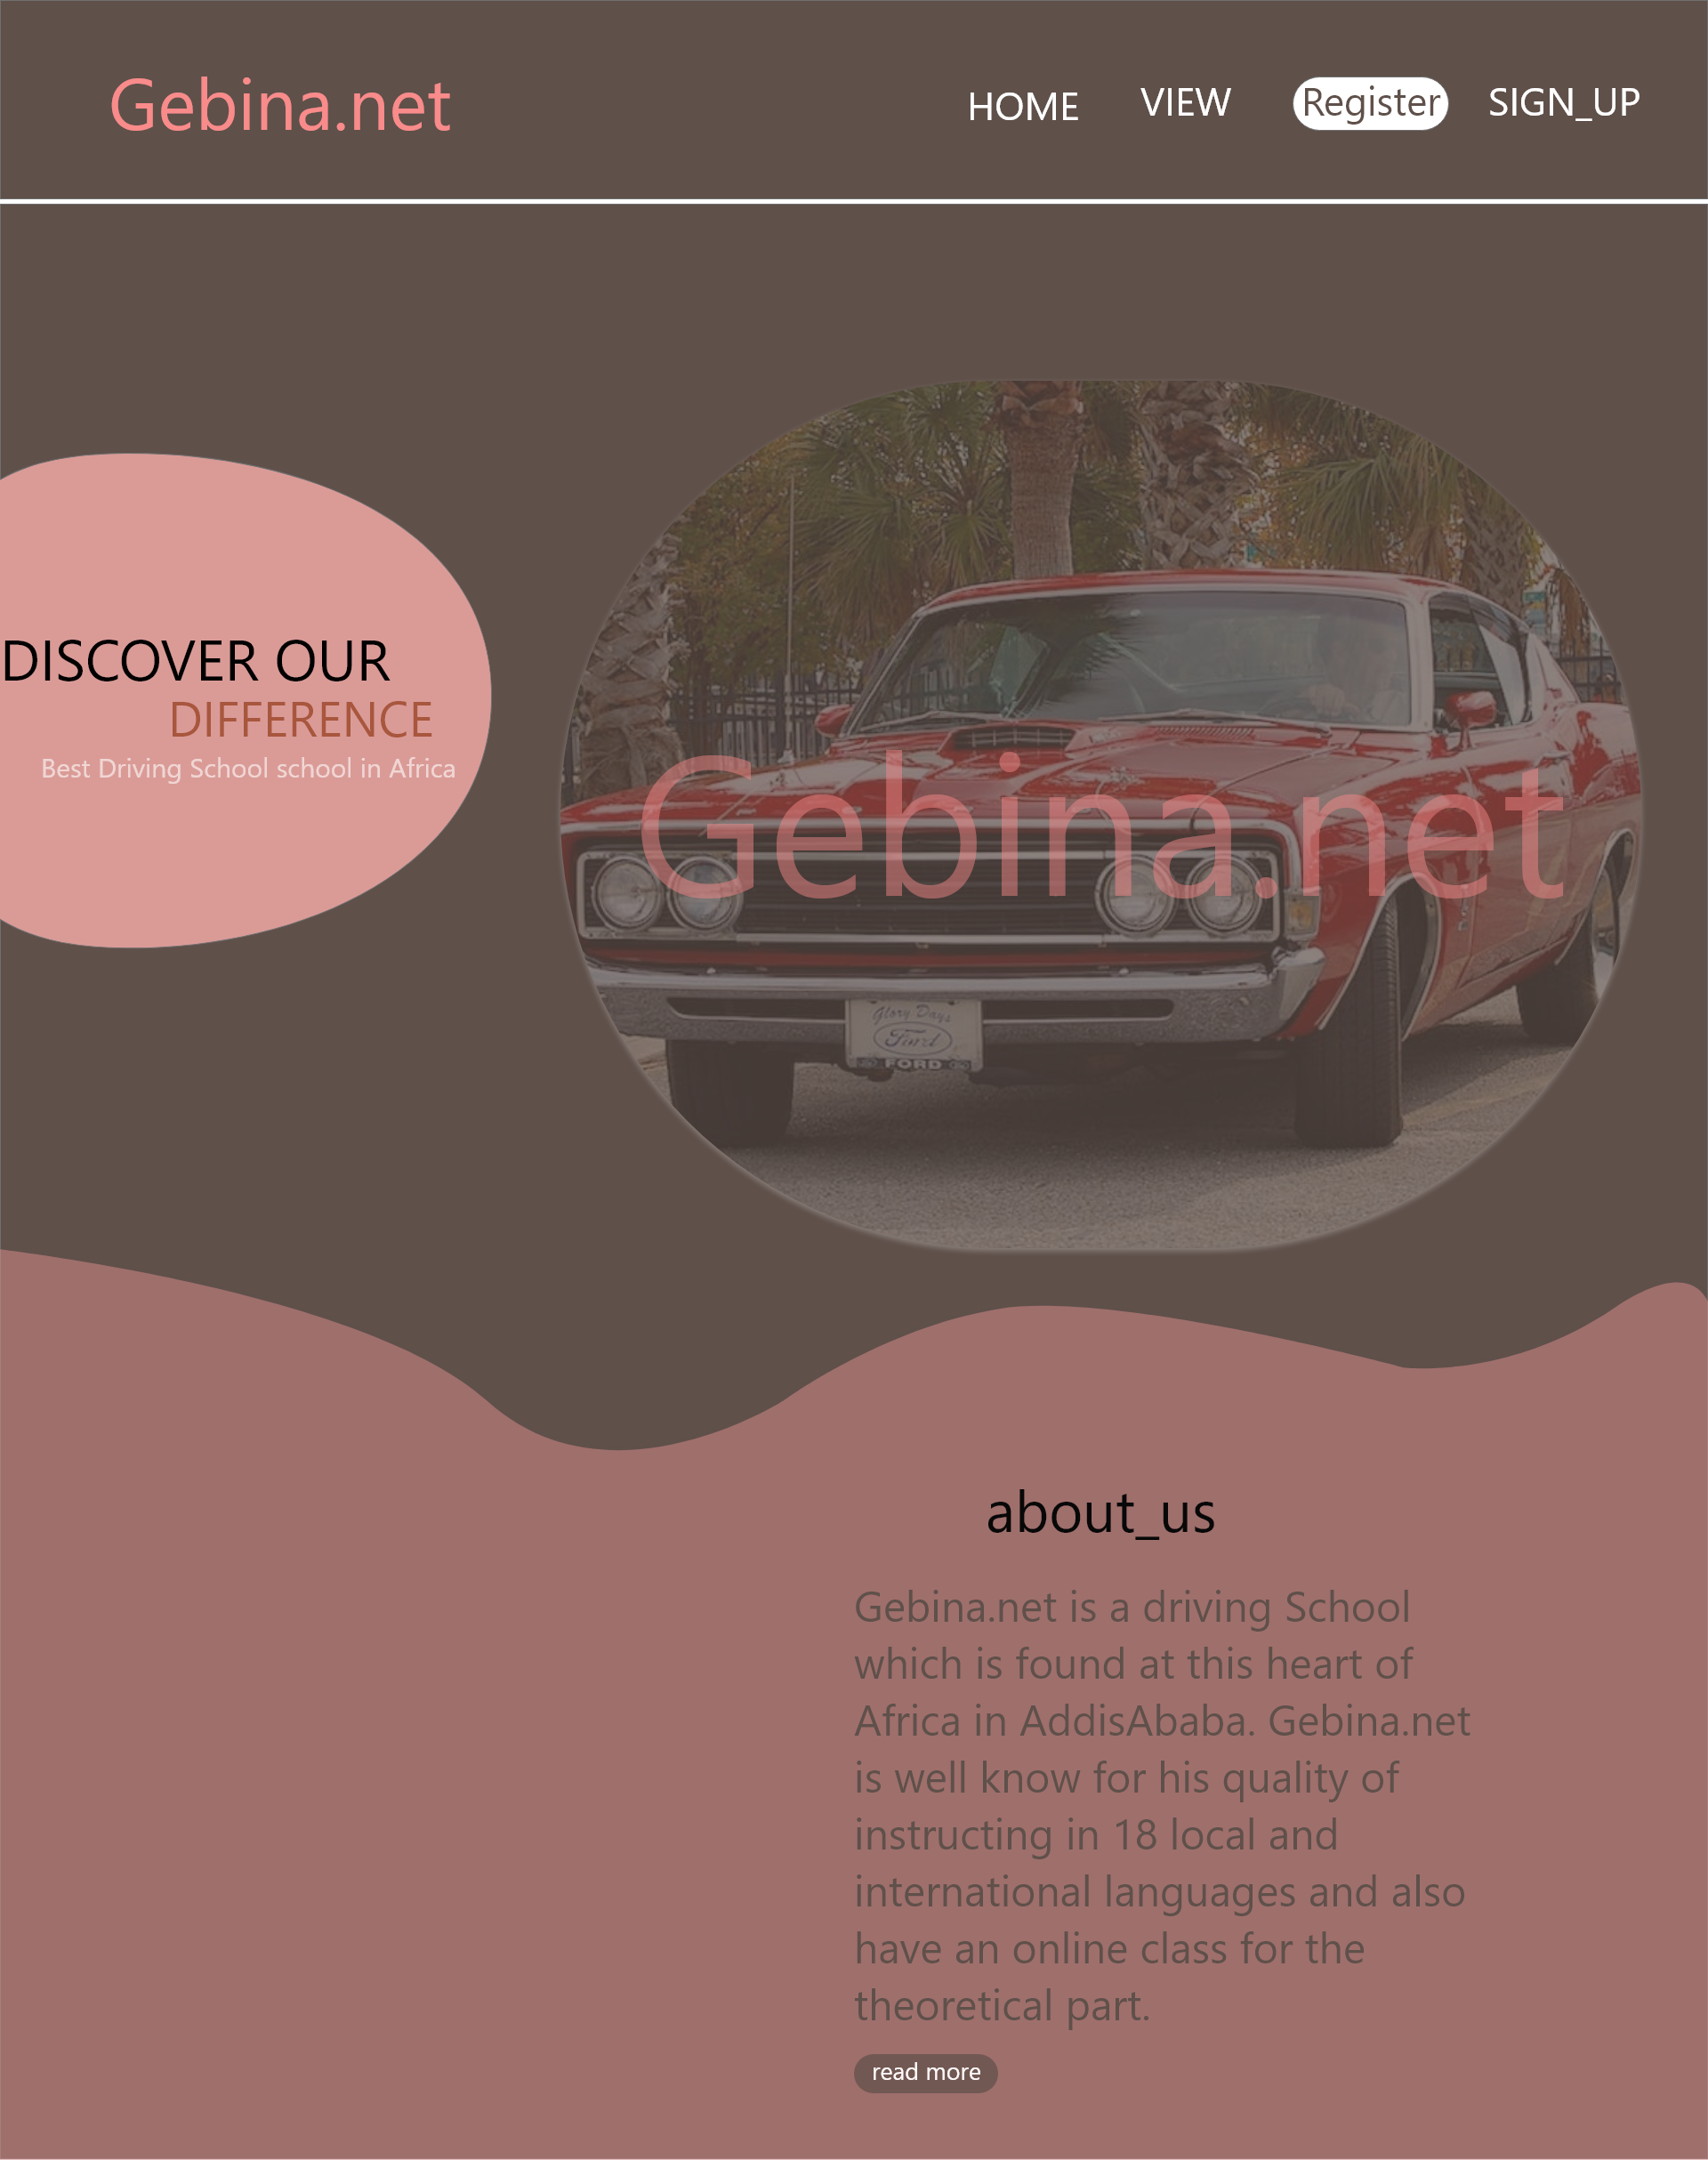 Gebina.net
HOME VIEW Register SIGN_UP
DISCOVER OUR
DIFFERENCE
Best Driving School school in Africa
Gebina.net
Glory Days
Ford
FORD
about_us
Gebina.net is a driving School
which is found at this heart of
Africa in AddisAbaba. Gebina.net
is well know for his quality of
instructing in 18 local and
international languages and also
have an online class for the
theoretical part.
read more